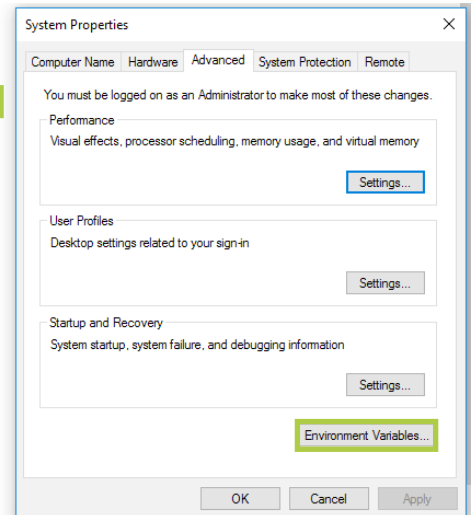 System Properties
Computer Name Hardware Advanced System Protection Remote
You must be logged on as an Administrator to make most of these changes.
Performance
Visual effects, processor scheduling, memory usage, and virtual memory
Settings...
User Profiles
Desktop settings related to your sign-in
Settings...
Startup and Recovery
System startup, system failure, and debugging information
Settings...
Environment Variables...
OK Cancel Apply